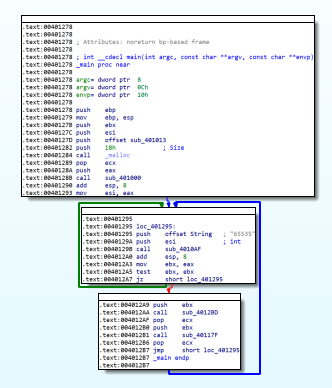 .text:00401278
.text:00401278
.text:00401278 ; Attributes: noreturn bp-based frame
.text:00401278
.text:00401278 ; int __cdecl main(int argc, const char **argv, const char **envp)
.text:00401278 _main proc near
.text:00401278
.text:00401278 argc= dword ptr  8
.text:00401278 argv= dword ptr  0Ch
.text:00401278 envp= dword ptr  10h
.text:00401278
.text:00401278 push    ebp
.text:00401279 mov     ebp, esp
.text:0040127B push    ebx
.text:0040127C push    esi
.text:0040127D push    offset sub_401013
.text:00401282 push    18h             ; Size
.text:00401284 call    _malloc
.text:00401289 pop     ecx
.text:0040128A push    eax
.text:0040128B call    sub_401000
.text:00401290 add     esp, 8
.text:00401293 mov     esi, eax
.text:00401295
.text:00401295 loc_401295:
.text:00401295 push    offset String   ; "65535"
.text:0040129A push    esi             ; int
.text:0040129B call    sub_4010AF
.text:004012A0 add     esp, 8
.text:004012A3 mov     ebx, eax
.text:004012A5 test    ebx, ebx
.text:004012A7 jz      short loc_401295
.text:004012A9 push    ebx
.text:004012AA call    sub_4012BD
.text:004012AF pop     ecx
.text:004012B0 push    ebx
.text:004012B1 call    sub_40117F
.text:004012B6 pop     ecx
.text:004012B7 jmp     short loc_401295
.text:004012B7 _main endp
.text:004012B7